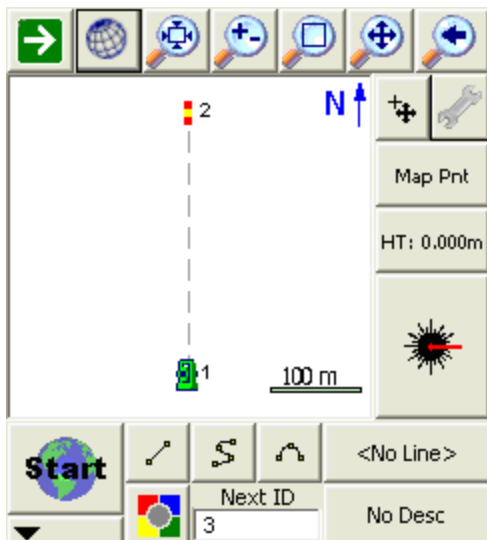 2
N
Map Pnt
HT: 0.000m
1
100 m
Start
<No Line>
Next ID
3
No Desc